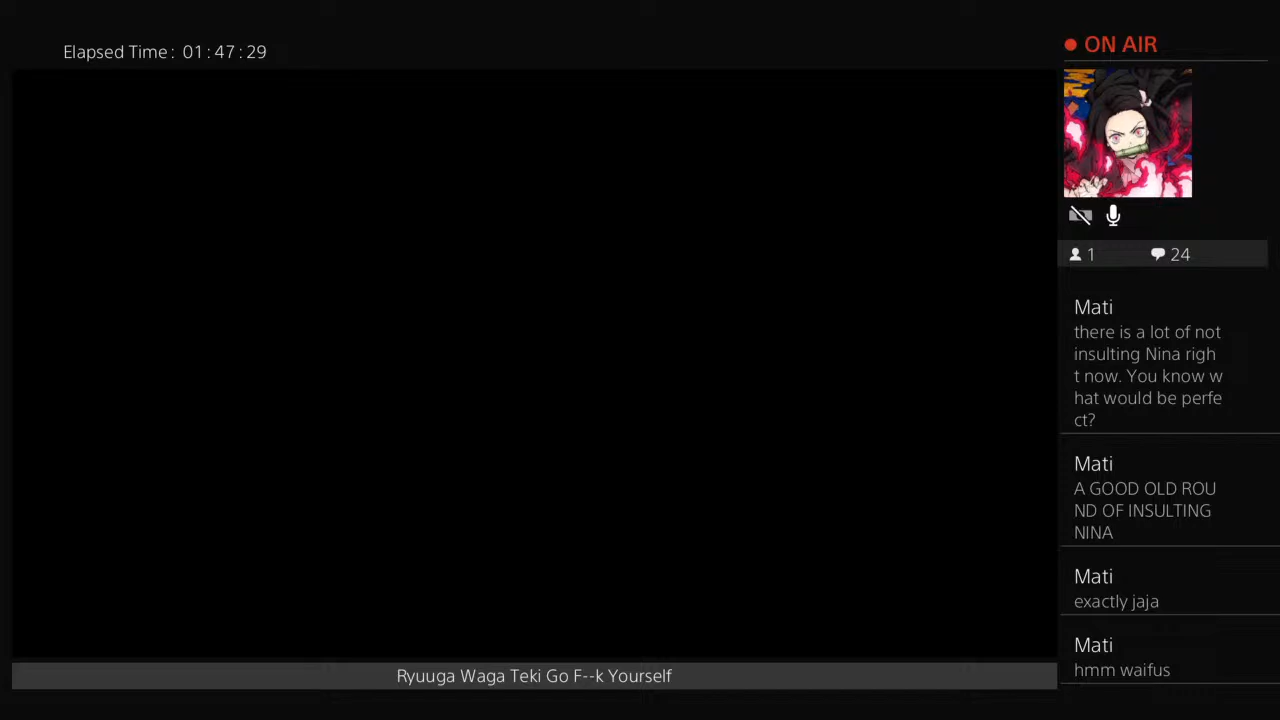 Elapsed Time: 01:47:29
ON AIR
1
24
Mati
there is a lot of not
insulting Nina righ
t now. You know w
hat would be perfe
ct?
Mati
A GOOD OLD ROU
ND OF INSULTING
NINA
Mati
exactly jaja
Mati
hmm waifus
Ryuuga Waga Teki Go F--k Yourself